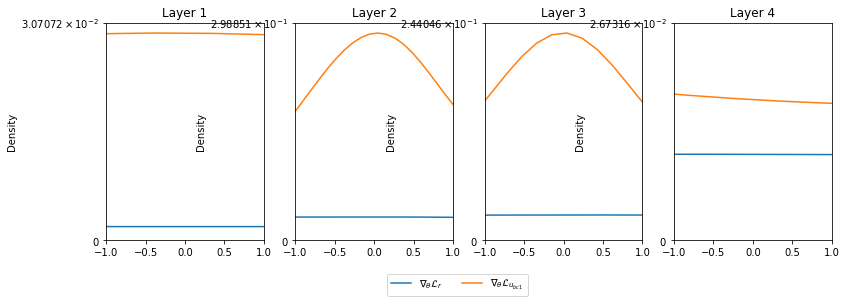 Layer 1 Layer 2 Layer 3 Layer 4
3.07072 × 10⁻² 2.98851 × 10⁻¹ 2.44046 × 10⁻¹ 2.67316 × 10⁻²
Density Density Density Density
0 0 0 0
−1.0 −0.5 0.0 0.5 1.0 −1.0 −0.5 0.0 0.5 1.0 −1.0 −0.5 0.0 0.5 1.0 −1.0 −0.5 0.0 0.5 1.0
∇θℒr ∇θℒu_bc1